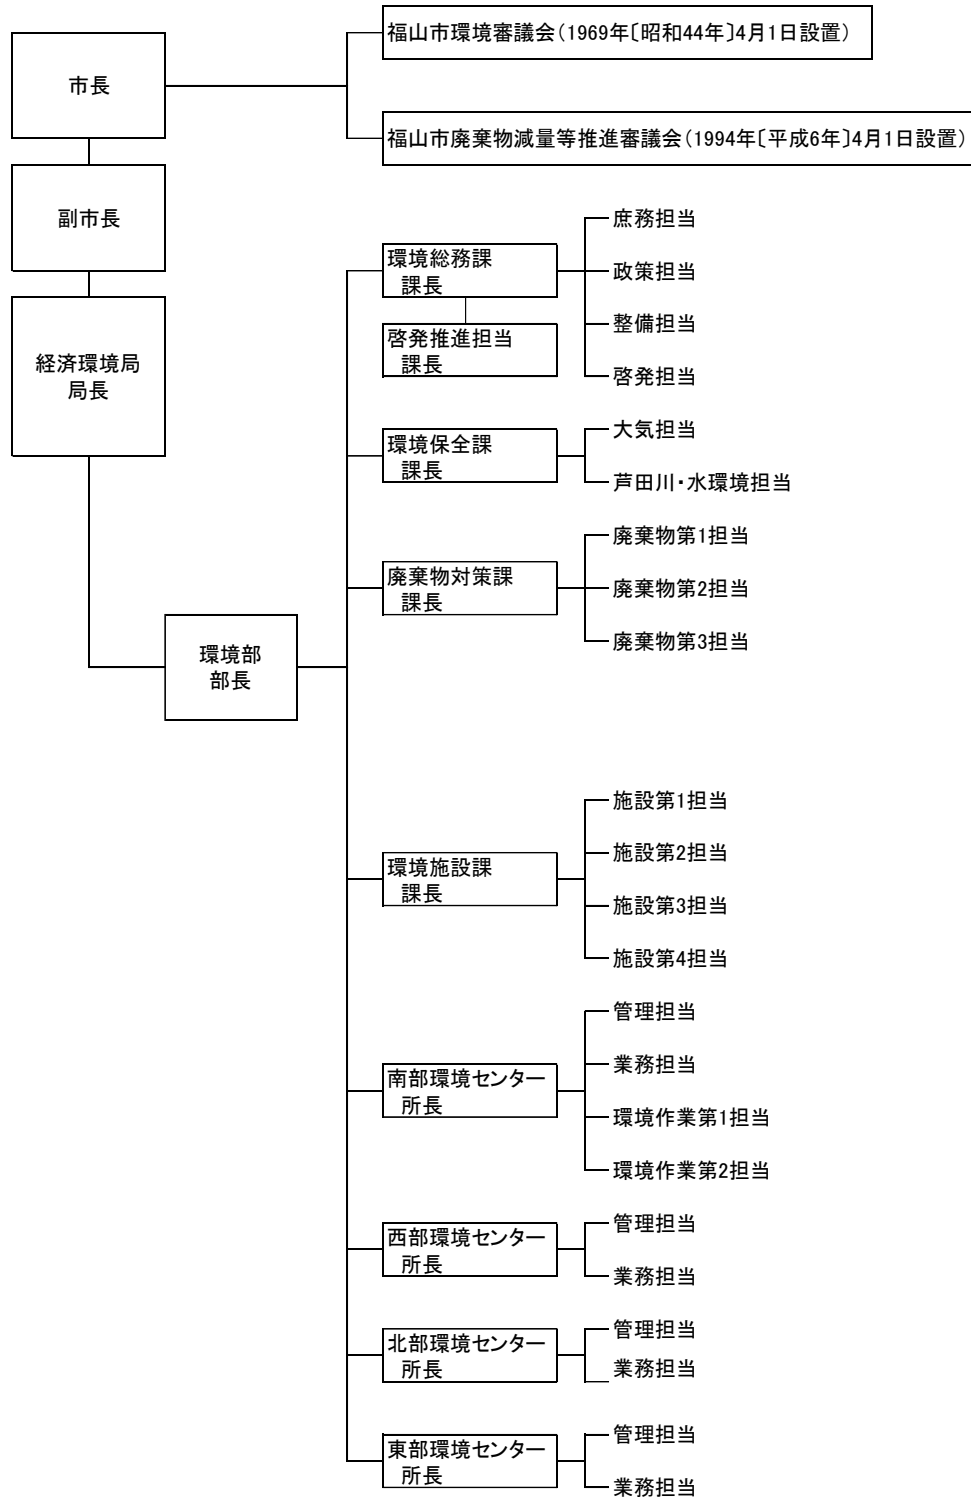 福山市環境審議会（1969年〔昭和44年〕4月1日設置）
市長
福山市廃棄物減量等推進審議会（1994年〔平成6年〕4月1日設置）
副市長
経済環境局
局長
環境部
部長
環境総務課
課長
庶務担当
政策担当
整備担当
啓発担当
啓発推進担当
課長
環境保全課
課長
大気担当
芦田川・水環境担当
廃棄物対策課
課長
廃棄物第1担当
廃棄物第2担当
廃棄物第3担当
環境施設課
課長
施設第1担当
施設第2担当
施設第3担当
施設第4担当
南部環境センター
所長
管理担当
業務担当
環境作業第1担当
環境作業第2担当
西部環境センター
所長
管理担当
業務担当
北部環境センター
所長
管理担当
業務担当
東部環境センター
所長
管理担当
業務担当